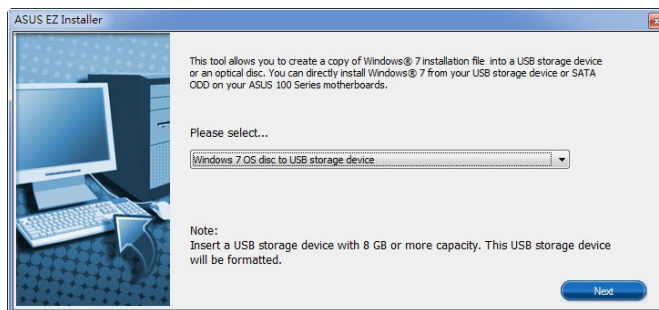 ASUS EZ Installer
This tool allows you to create a copy of Windows® 7 installation file into a USB storage device
or an optical disc. You can directly install Windows® 7 from your USB storage device or SATA
ODD on your ASUS 100 Series motherboards.
Please select...
Windows 7 OS disc to USB storage device
Note:
Insert a USB storage device with 8 GB or more capacity. This USB storage device
will be formatted.
Next